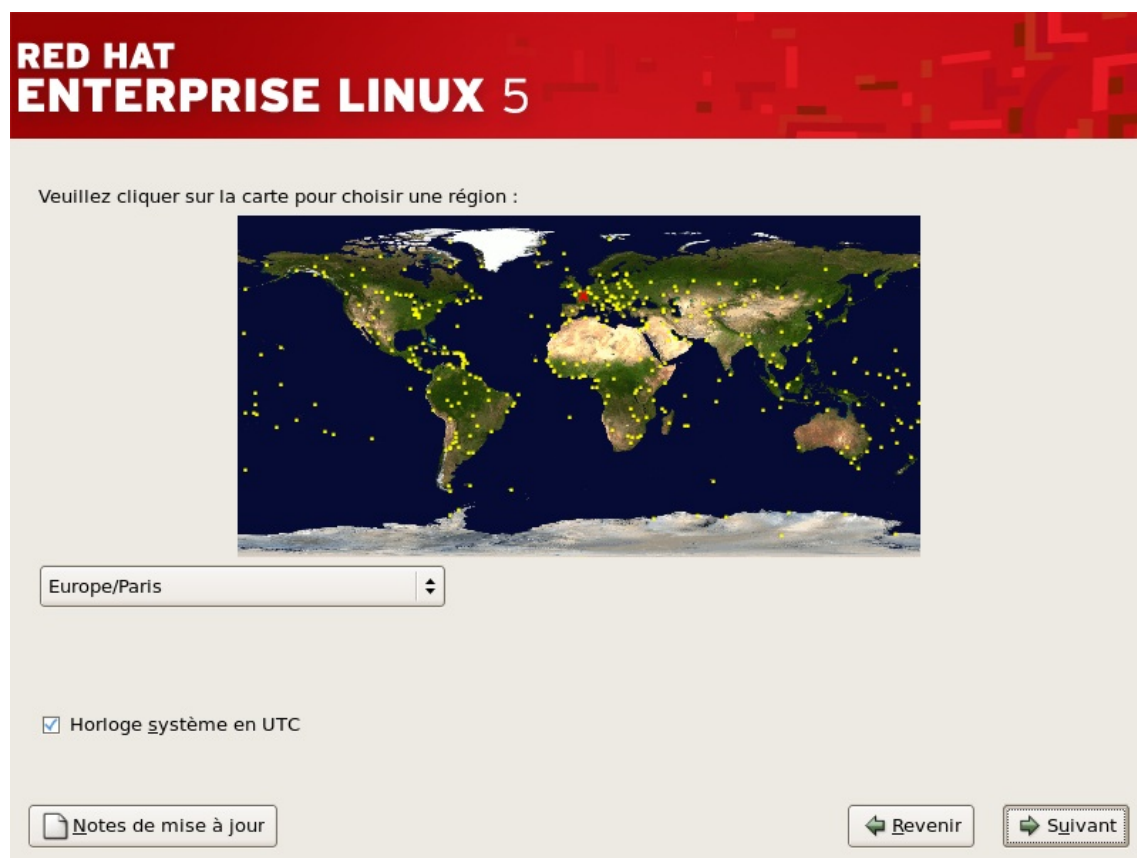 RED HAT
ENTERPRISE LINUX 5
Veuillez cliquer sur la carte pour choisir une région :
Europe/Paris
Horloge système en UTC
Notes de mise à jour
Revenir
Suivant